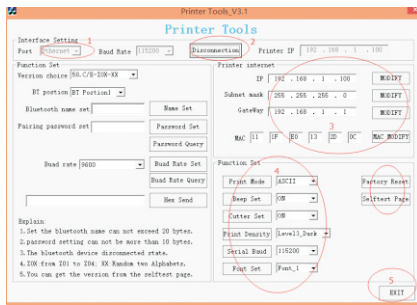 Printer Tools_V3.1
Printer Tools
Interface Setting
Port Ethernet 1 Baud Rate 115200 Disconnection 2 Printer IP 192 . 168 . 1 . 100
Function Set
Version choice 58.C/B-IOX-XX
BT portion BT Portion1
Bluetooth name set Name Set
Pairing password set Password Set
Password Query
Buad rate 9600 Buad Rate Set
Buad Rate Query
Hex Send
Explain:
1.Set the bluetooth name can not exceed 20 bytes.
2.password setting can not be more than 10 bytes.
3.The bluetooth device disconnected state.
4.IOX from I01 to I04; XX Random two Alphabets.
5.You can get the version from the selftest page.
Printer internet
IP 192 . 168 . 1 . 100 MODIFY
Subnet mask 255 . 255 . 255 . 0 MODIFY
GateWay 192 . 168 . 1 . 1 MODIFY
3
MAC 11 1F E0 13 2D 0C MAC MODIFY
Function Set
4
Print Mode ASCII Factory Reset
Beep Set ON Selftest Page
Cutter Set ON
Print Density Level3_Dark
Serial Baud 115200
Font Set Font_1
5
EXIT